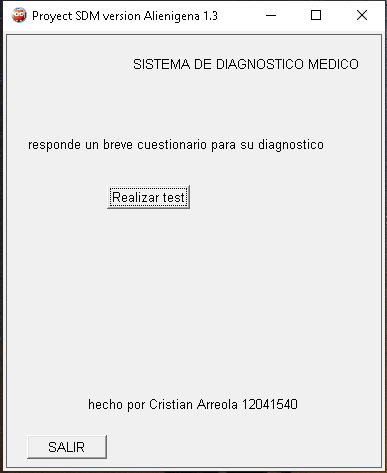 Proyect SDM version Alienigena 1.3
SISTEMA DE DIAGNOSTICO MEDICO
responde un breve cuestionario para su diagnostico
Realizar test
hecho por Cristian Arreola 12041540
SALIR